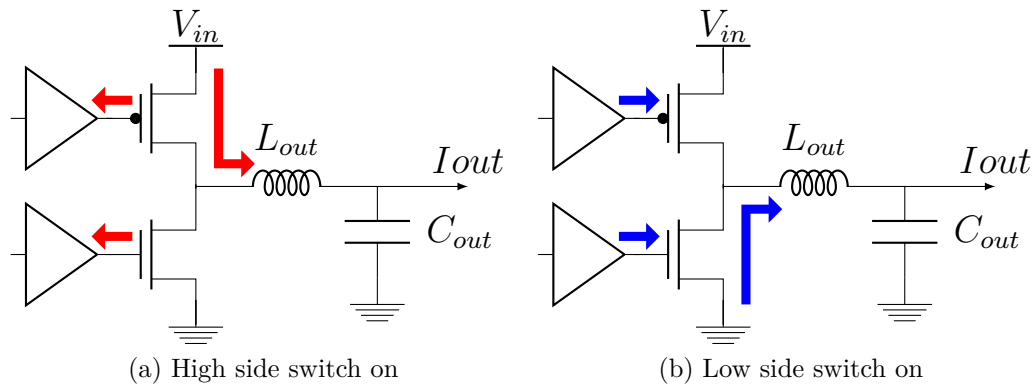 V_in
V_in
L_out
Iout
L_out
Iout
C_out
C_out
(a) High side switch on
(b) Low side switch on